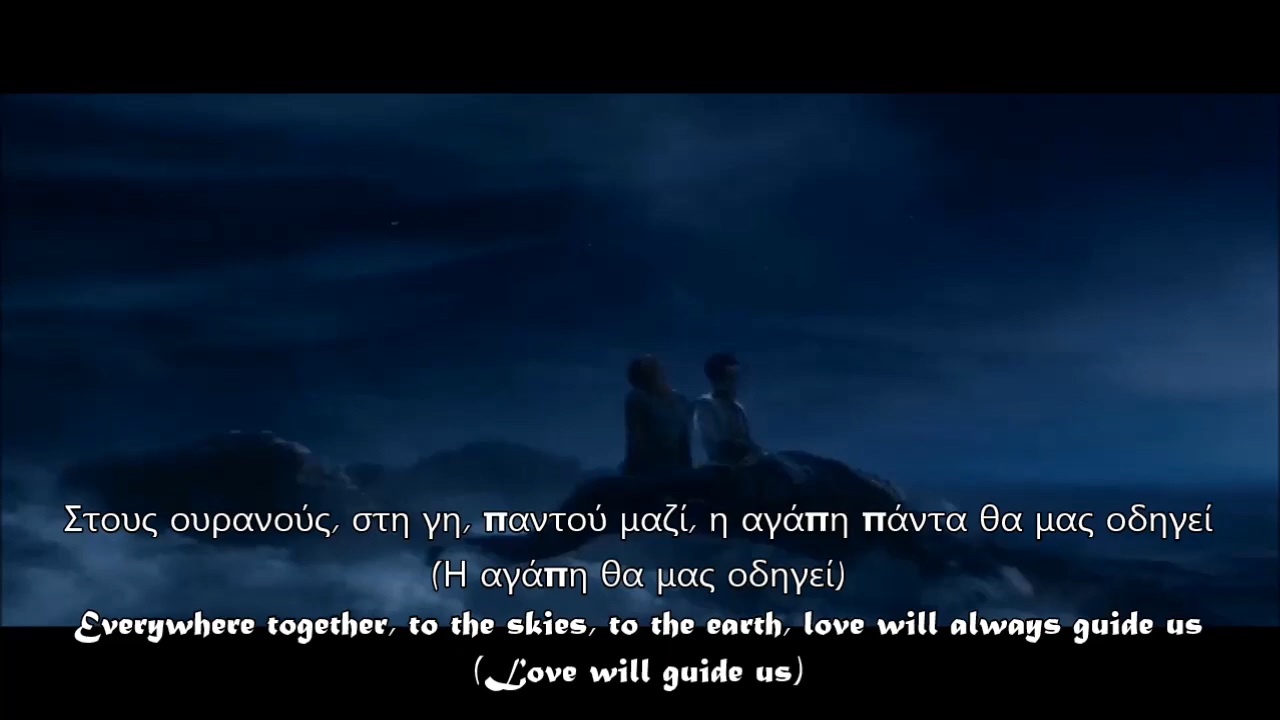 Στους ουρανούς, στη γη, παντού μαζί, η αγάπη πάντα θα μας οδηγεί
(Η αγάπη θα μας οδηγεί)
Everywhere together, to the skies, to the earth, love will always guide us
(Love will guide us)